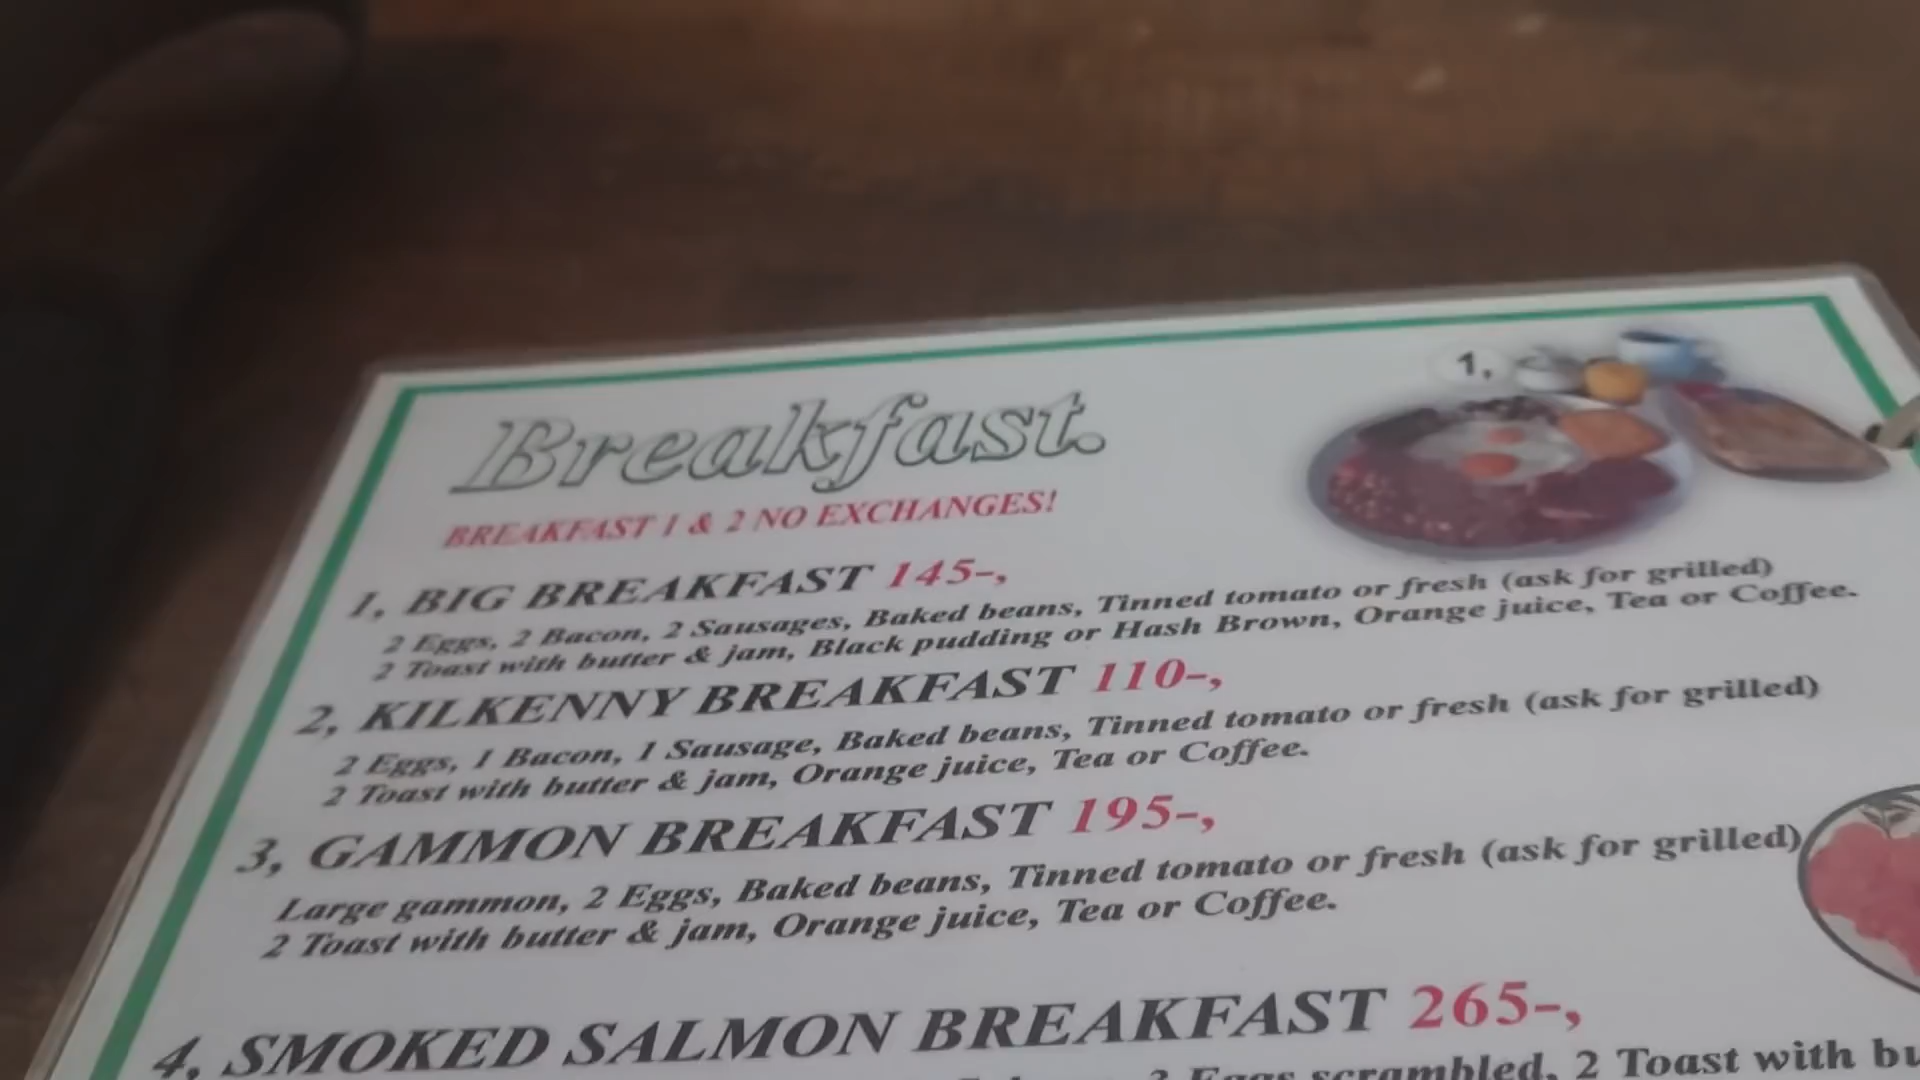 Breakfast.
1,
BREAKFAST 1 & 2 NO EXCHANGES!
1, BIG BREAKFAST 145-,
2 Eggs, 2 Bacon, 2 Sausages, Baked beans, Tinned tomato or fresh (ask for grilled)
2 Toast with butter & jam, Black pudding or Hash Brown, Orange juice, Tea or Coffee.
2, KILKENNY BREAKFAST 110-,
2 Eggs, 1 Bacon, 1 Sausage, Baked beans, Tinned tomato or fresh (ask for grilled)
2 Toast with butter & jam, Orange juice, Tea or Coffee.
3, GAMMON BREAKFAST 195-,
Large gammon, 2 Eggs, Baked beans, Tinned tomato or fresh (ask for grilled)
2 Toast with butter & jam, Orange juice, Tea or Coffee.
4, SMOKED SALMON BREAKFAST 265-,
Eggs scrambled, 2 Toast with